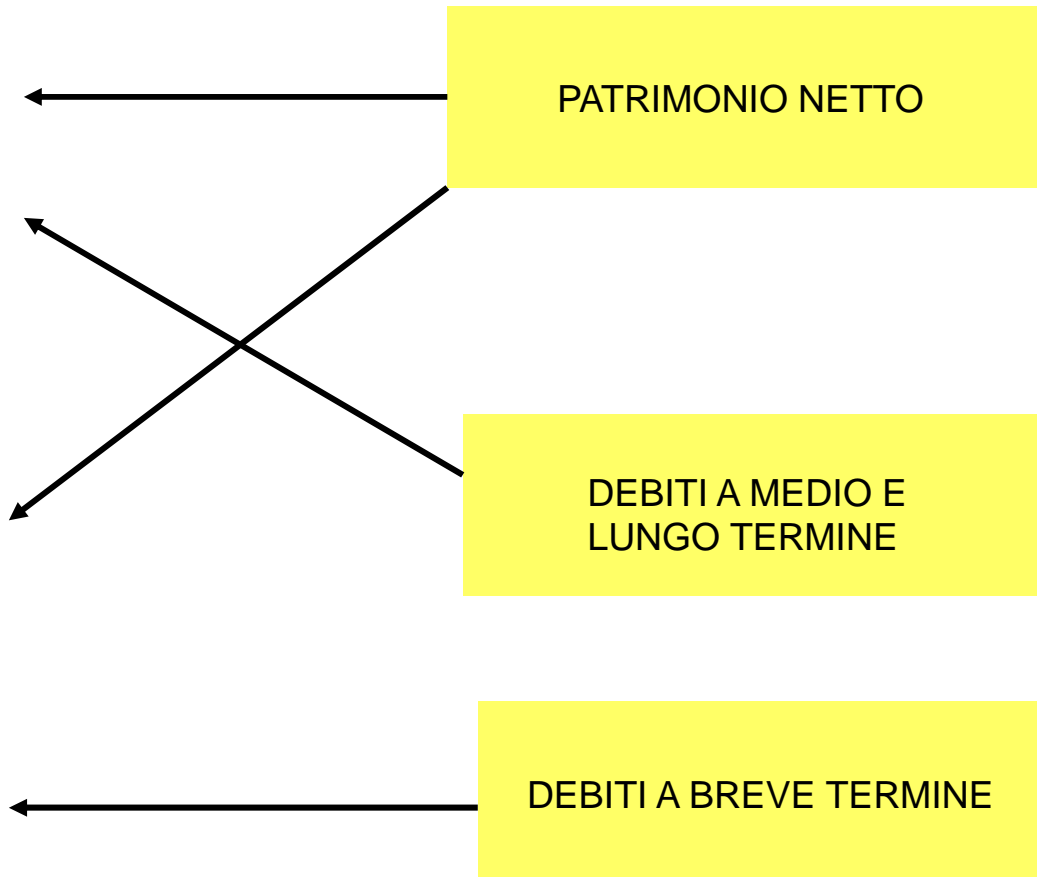 PATRIMONIO NETTO
DEBITI A MEDIO E
LUNGO TERMINE
DEBITI A BREVE TERMINE